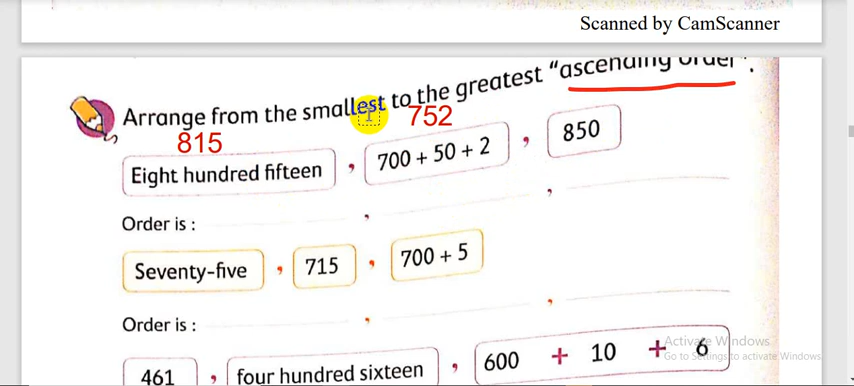 Scanned by CamScanner
Arrange from the smallest to the greatest “ascending order”.
815 752
Eight hundred fifteen , 700 + 50 + 2 , 850
Order is : , ,
Seventy-five , 715 , 700 + 5
Order is : , ,
461 , four hundred sixteen , 600 + 10 + 6
Activate Windows
Go to Settings to activate Windows